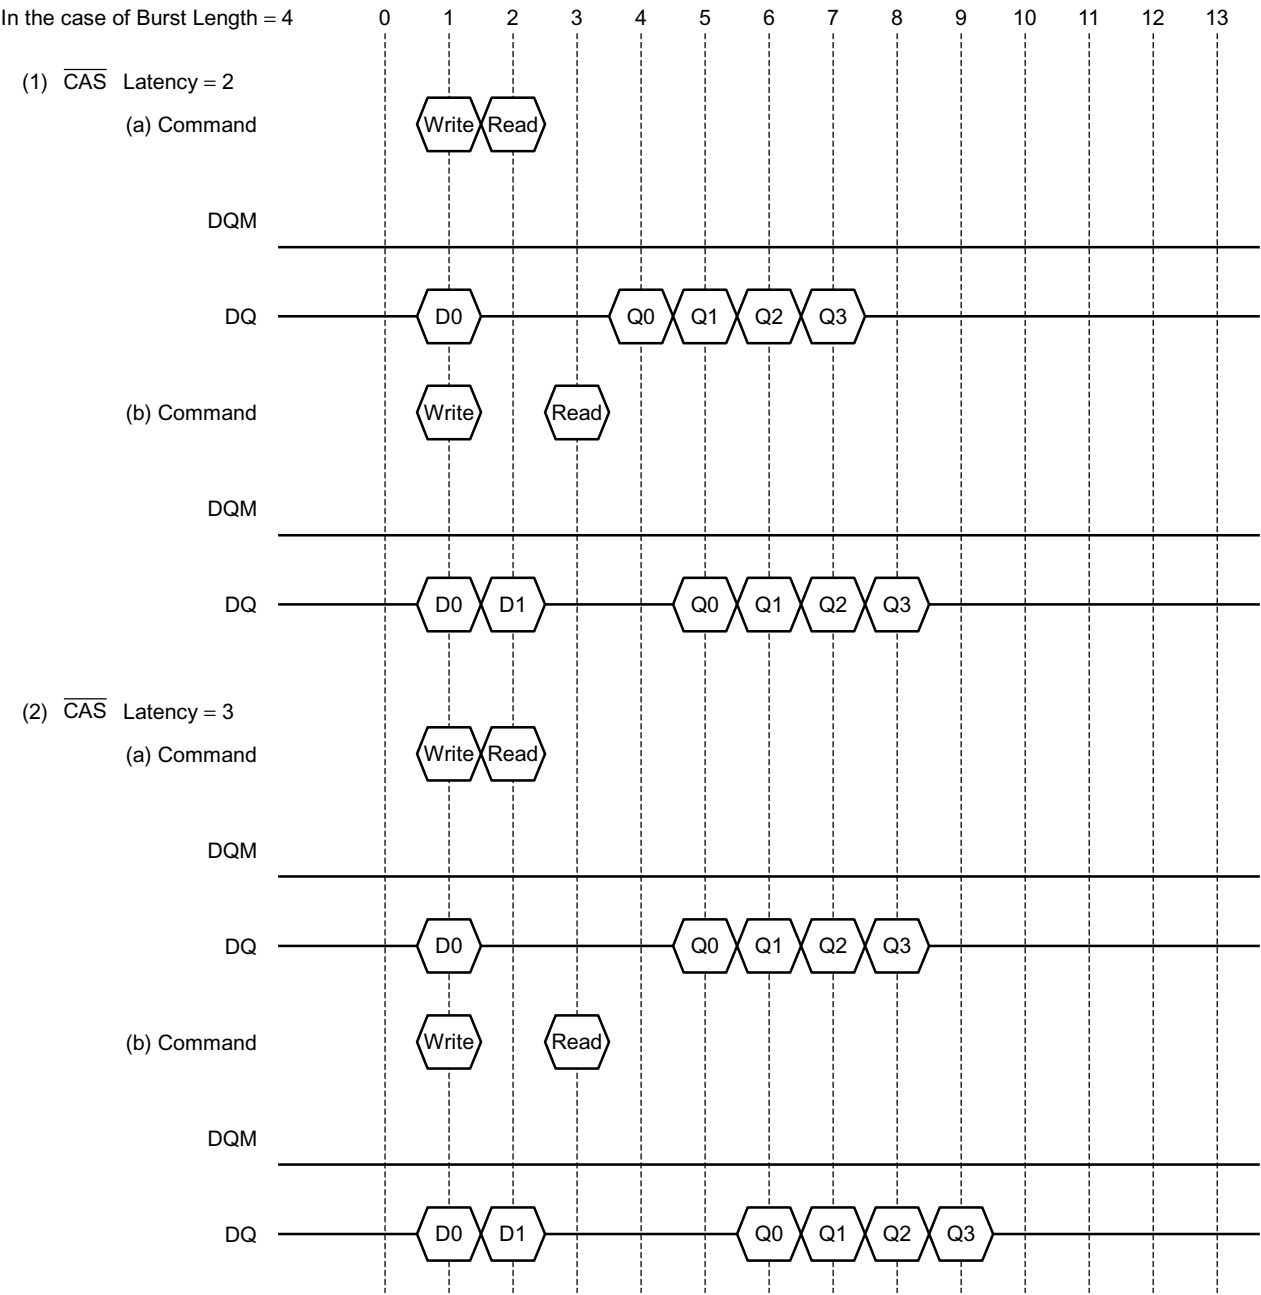 In the case of Burst Length = 4 0 1 2 3 4 5 6 7 8 9 10 11 12 13
(1) CAS Latency = 2
(a) Command Write Read
DQM
DQ D0 Q0 Q1 Q2 Q3
(b) Command Write Read
DQM
DQ D0 D1 Q0 Q1 Q2 Q3
(2) CAS Latency = 3
(a) Command Write Read
DQM
DQ D0 Q0 Q1 Q2 Q3
(b) Command Write Read
DQM
DQ D0 D1 Q0 Q1 Q2 Q3